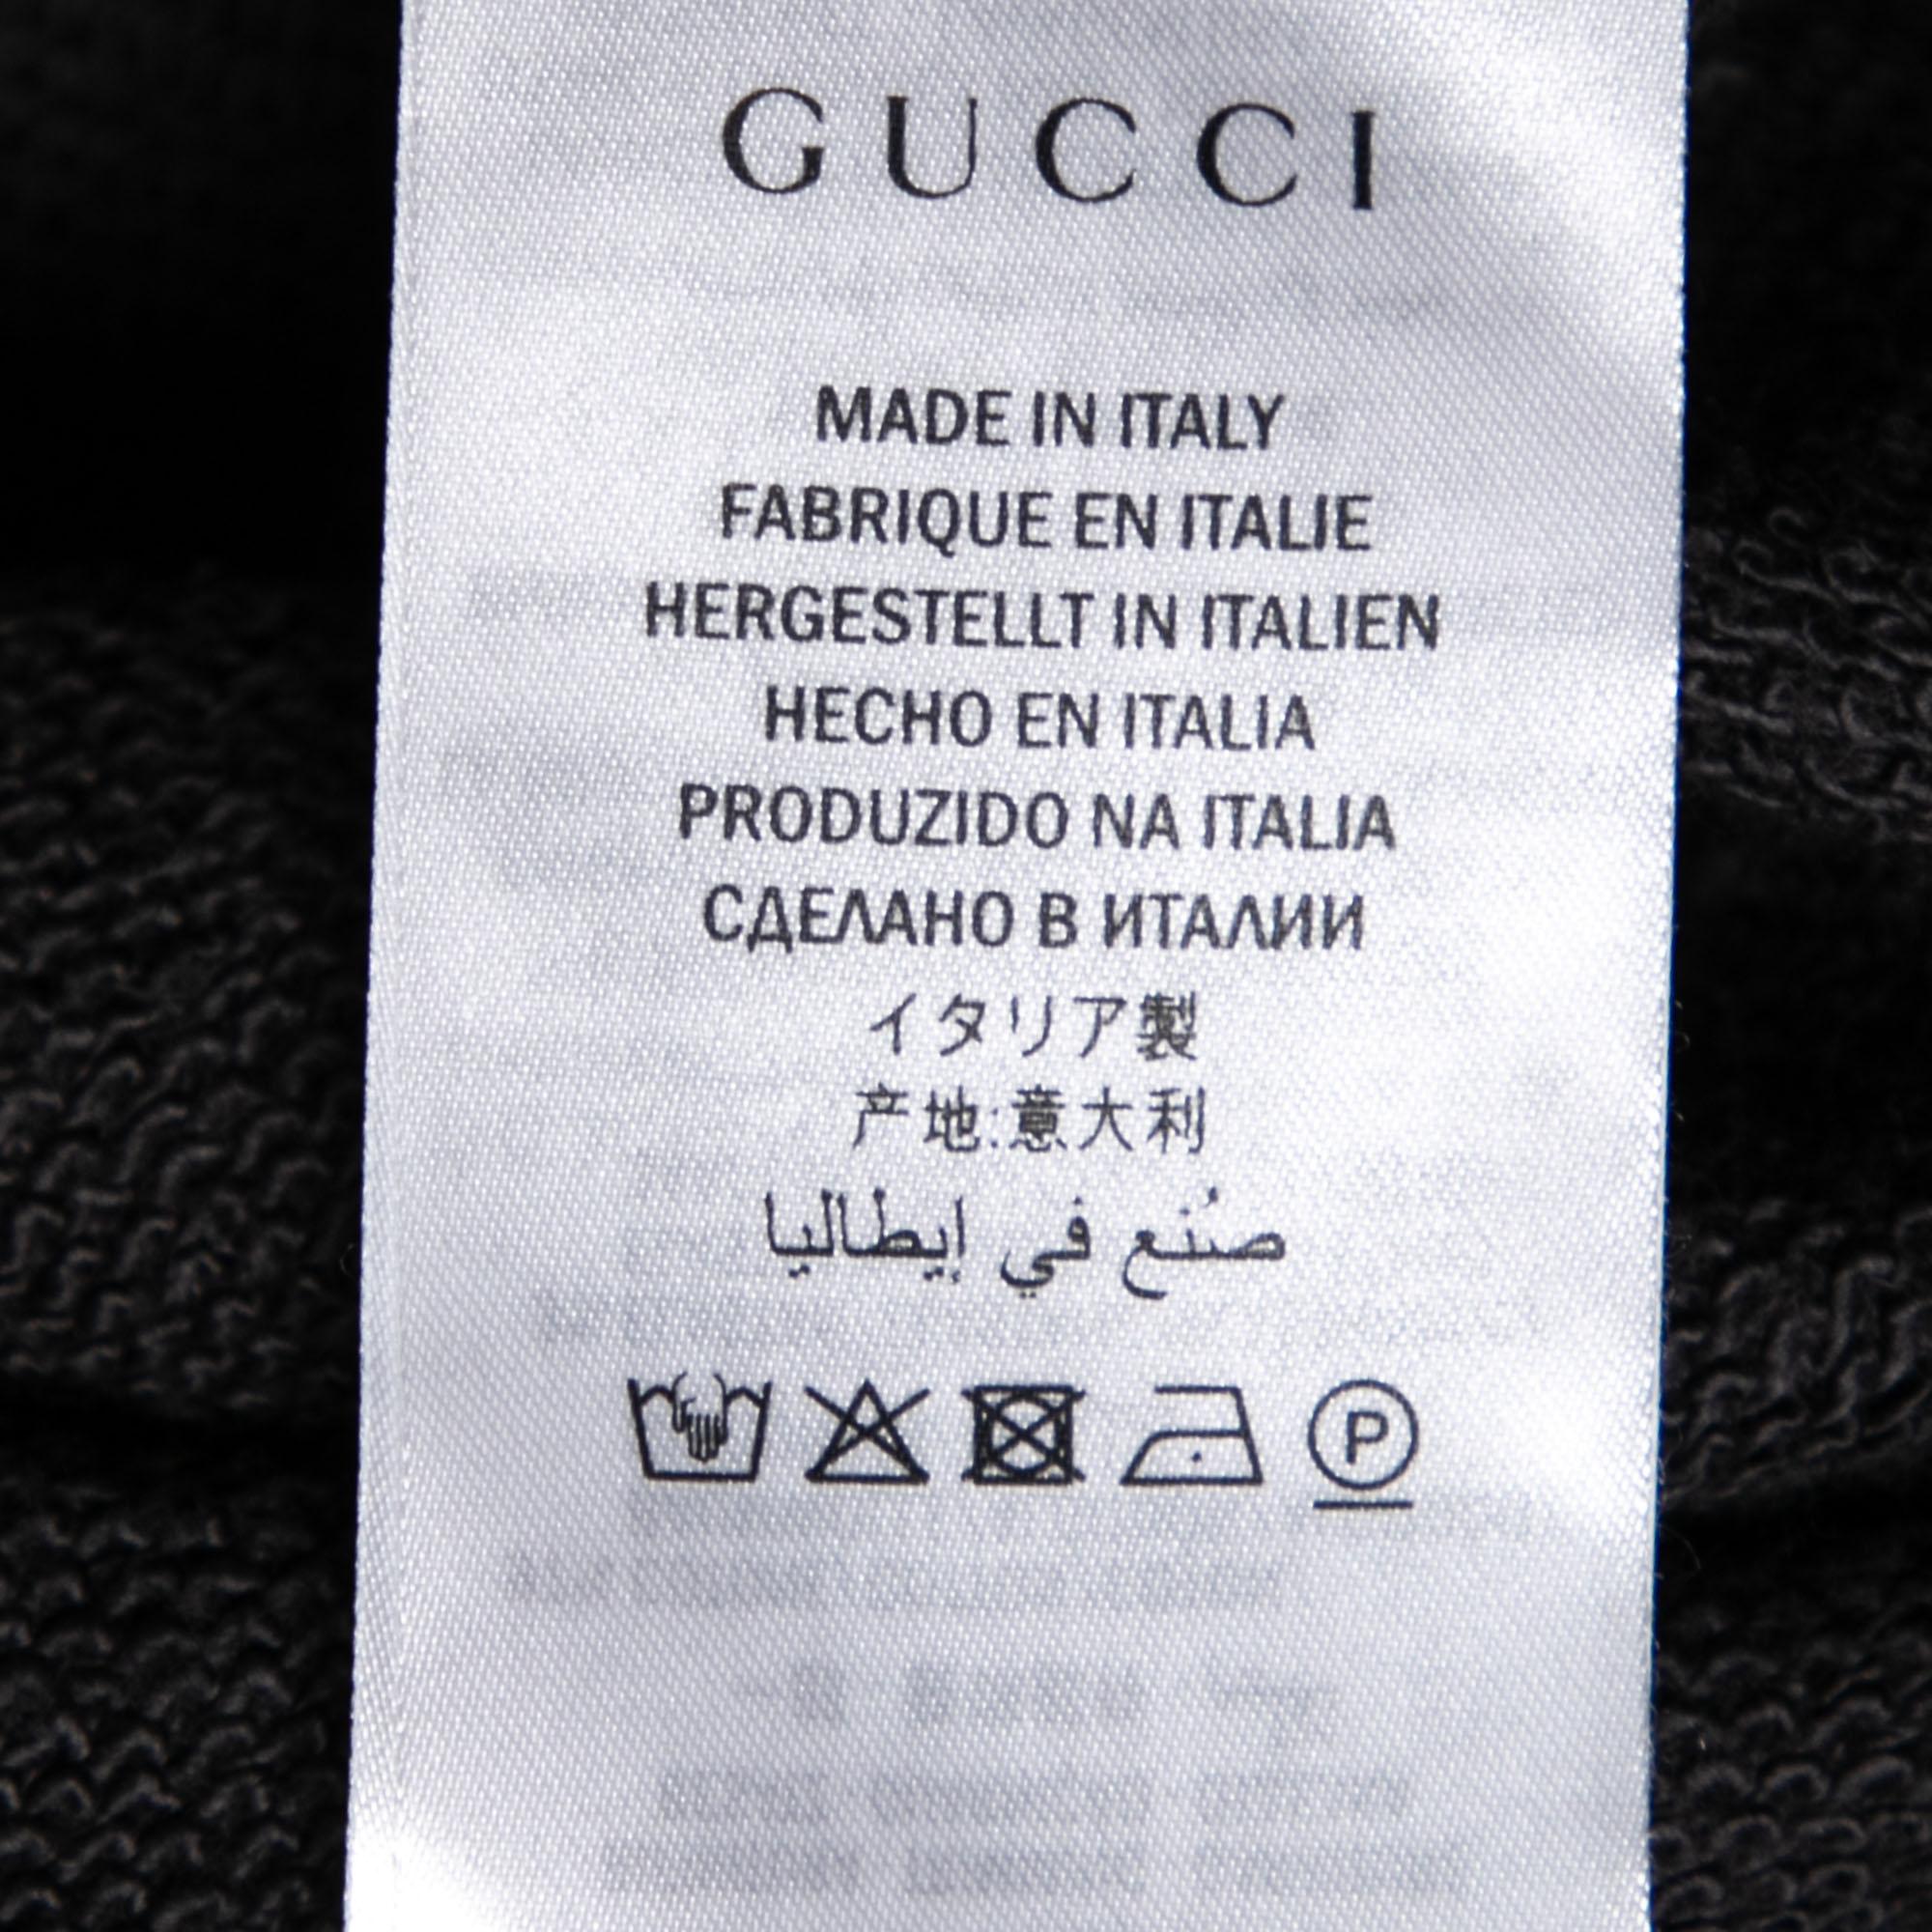 GUCCI
MADE IN ITALY
FABRIQUE EN ITALIE
HERGESTELLT IN ITALIEN
HECHO EN ITALIA
PRODUZIDO NA ITALIA
СДЕЛАНО В ИТАЛИИ
イタリア製
产地:意大利
صُنع في إيطاليا
P